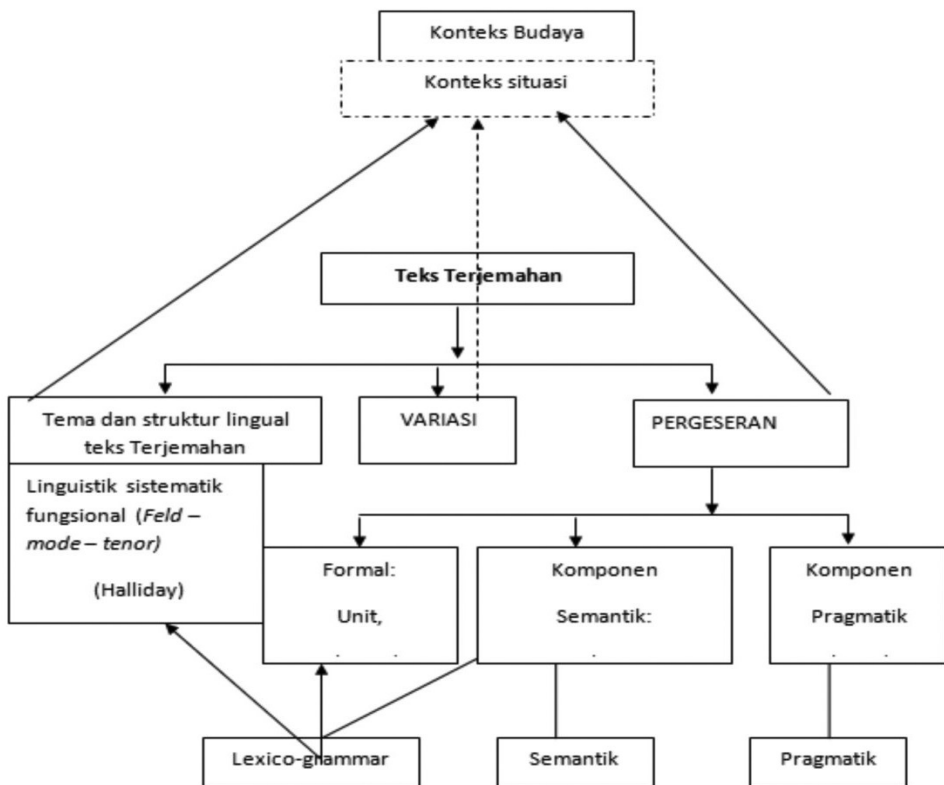 Konteks Budaya
Konteks situasi
Teks Terjemahan
Tema dan struktur lingual
teks Terjemahan
VARIASI
PERGESERAN
Linguistik sistematik
fungsional (Feld –
mode – tenor)
(Halliday)
Formal:
Unit,
Komponen
Semantik:
Komponen
Pragmatik
Lexico-grammar
Semantik
Pragmatik